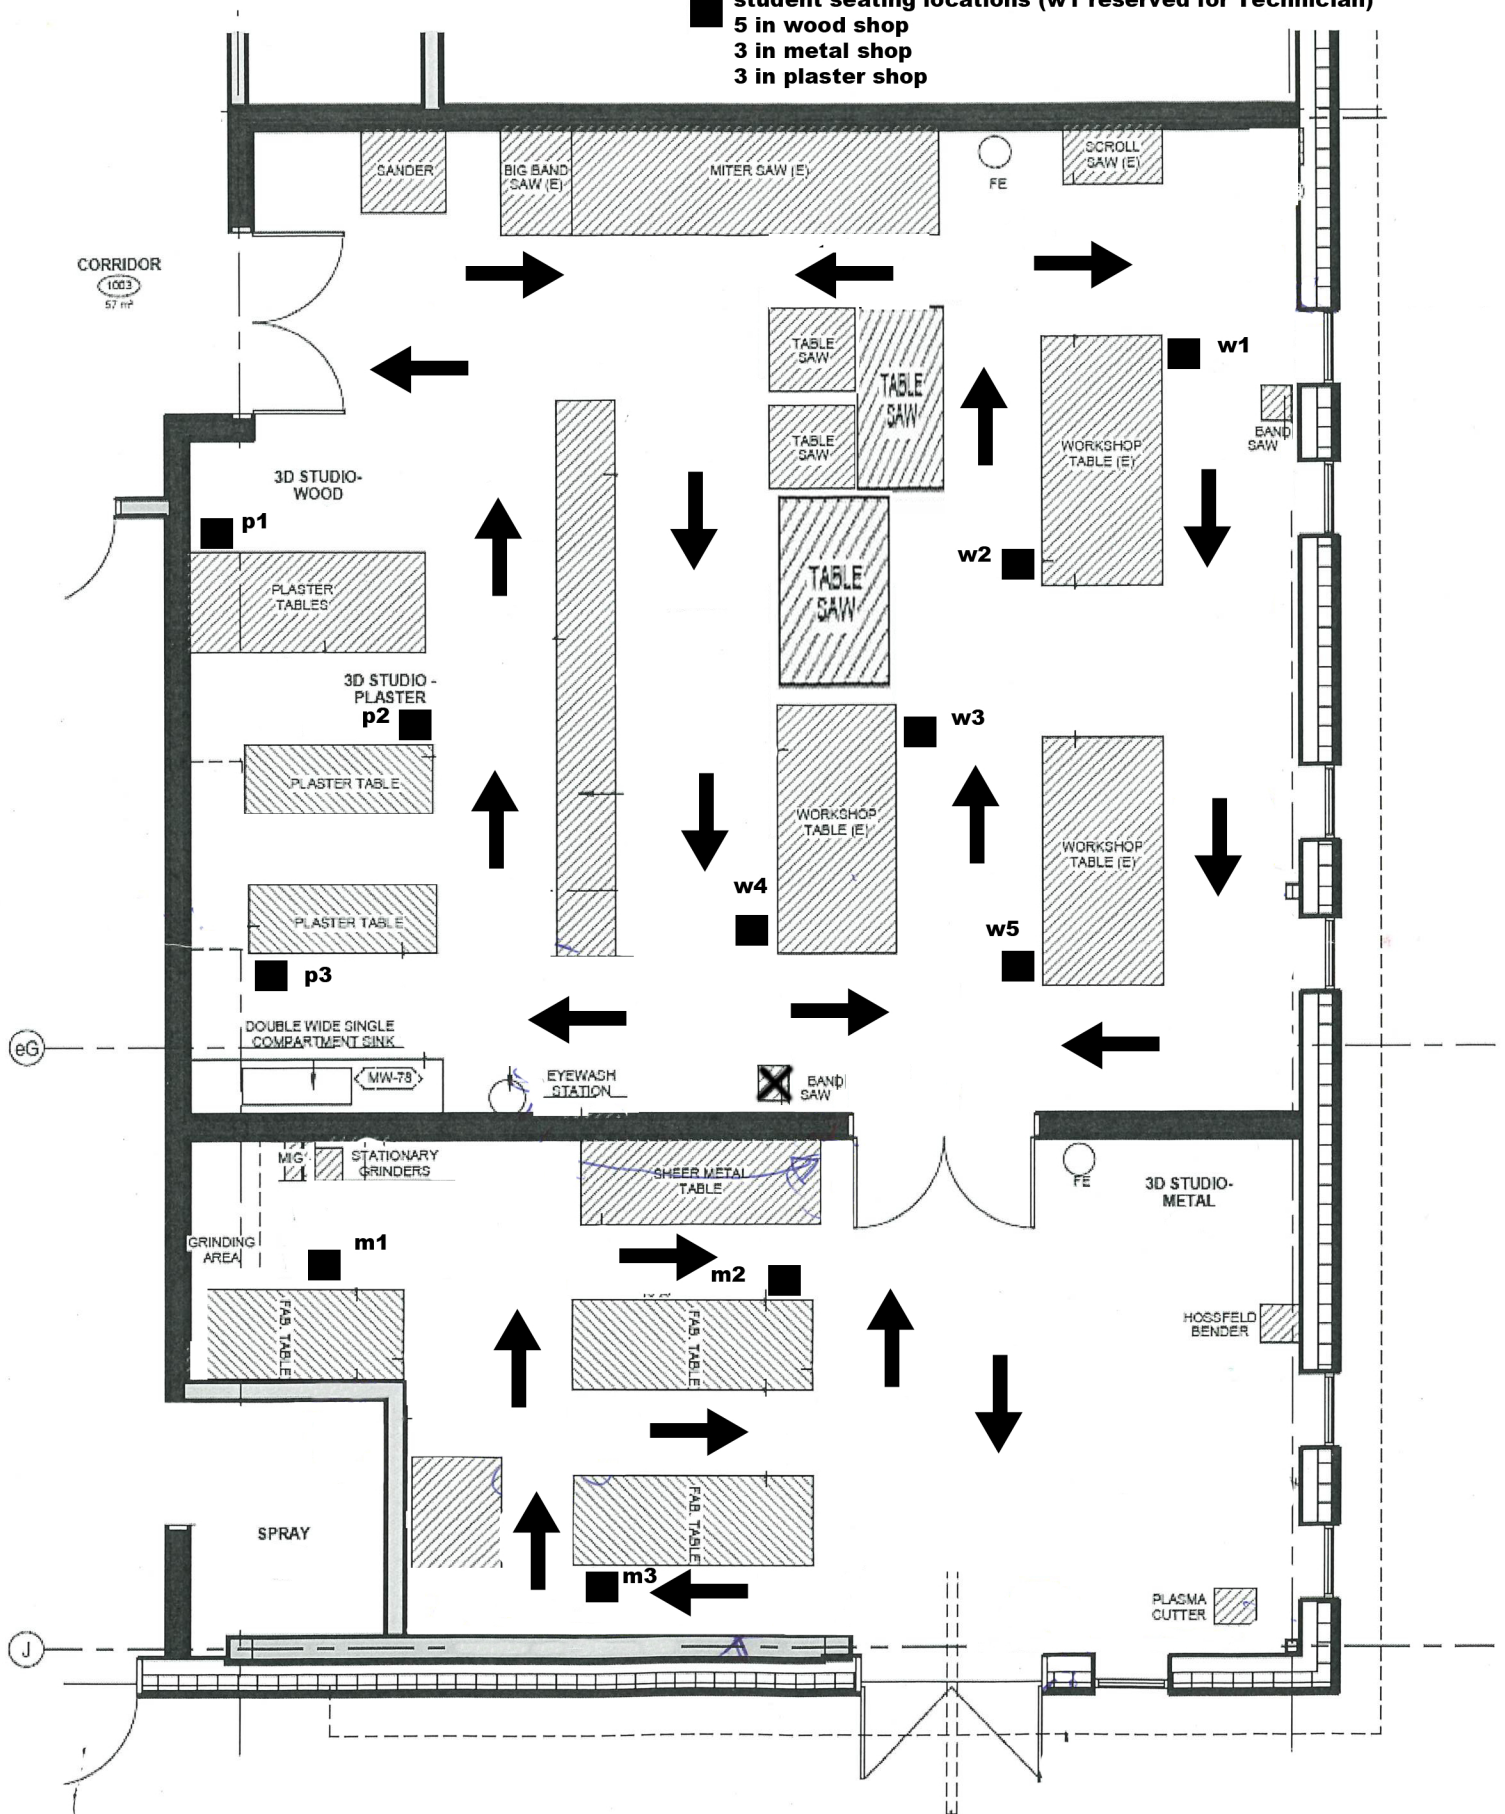 student seating locations (w1 reserved for Technician)
5 in wood shop
3 in metal shop
3 in plaster shop
SANDER
BIG BAND
SAW (E)
MITER SAW (E)
FE
SCROLL
SAW (E)
CORRIDOR
1003
57 m²
TABLE
SAW
TABLE
SAW
TABLE
SAW
w1
BAND
SAW
WORKSHOP
TABLE (E)
3D STUDIO-
WOOD
p1
w2
PLASTER
TABLES
TABLE
SAW
3D STUDIO -
PLASTER
p2
w3
PLASTER TABLE
WORKSHOP
TABLE (E)
WORKSHOP
TABLE (E)
w4
PLASTER TABLE
w5
p3
DOUBLE WIDE SINGLE
COMPARTMENT SINK
eG
MW-78
EYEWASH
STATION
BAND
SAW
MIG
STATIONARY
GRINDERS
SHEER METAL
TABLE
FE
3D STUDIO-
METAL
GRINDING
AREA
m1
m2
FAB. TABLE
FAB. TABLE
HOSSFELD
BENDER
SPRAY
FAB. TABLE
m3
PLASMA
CUTTER
J